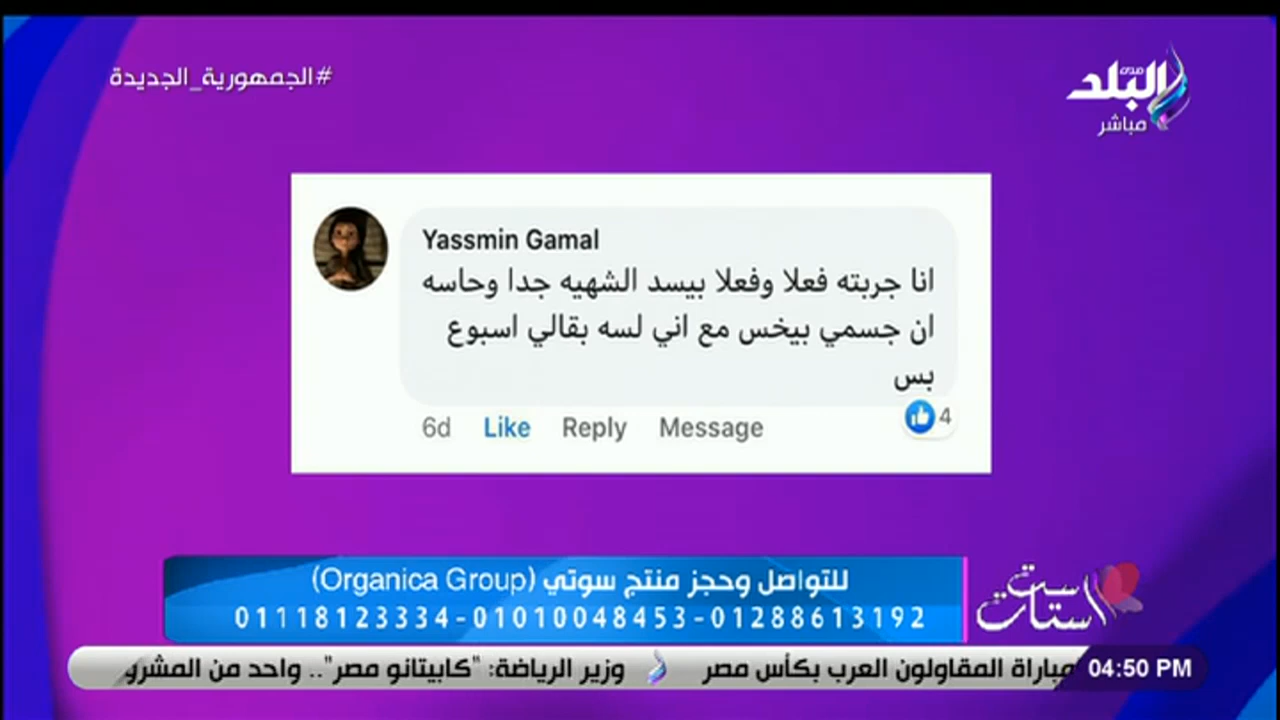 #الجمهورية_الجديدة
صدى
البلد
مباشر
Yassmin Gamal
انا جربته فعلا وفعلا بيسد الشهيه جدا وحاسه
ان جسمي بيخس مع اني لسه بقالي اسبوع
بس
6d Like Reply Message 4
للتواصل وحجز منتج سوتي (Organica Group)
01118123334-01010048453-01288613192
ست
ستات
مباراة المقاولون العرب بكأس مصر وزير الرياضة: "كابيتانو مصر".. واحد من المشرو
04:50 PM